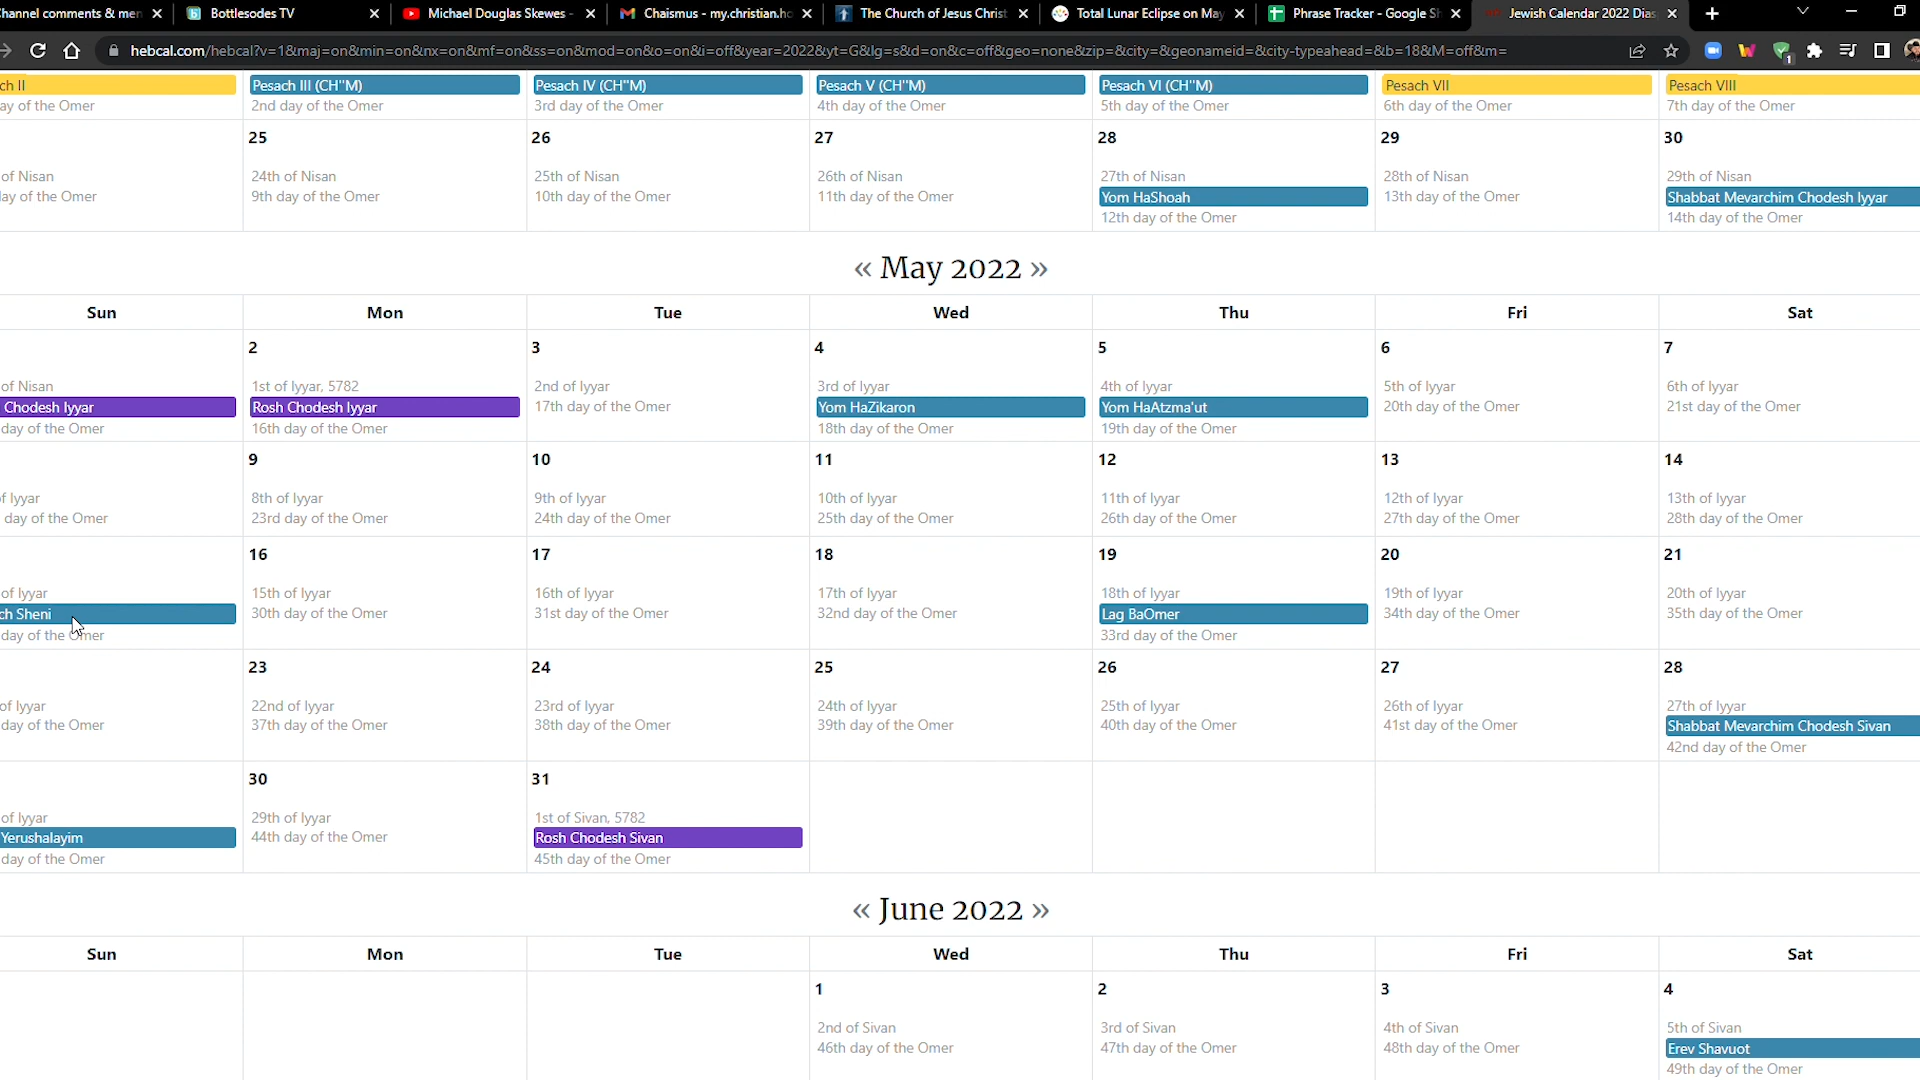 Channel comments & men Bottlesodes TV Michael Douglas Skewes - Chaismus - my.christian.ho The Church of Jesus Christ Total Lunar Eclipse on May Phrase Tracker - Google Sh Jewish Calendar 2022 Dias
hebcal.com/hebcal?v=1&maj=on&min=on&nx=on&mf=on&ss=on&mod=on&o=on&i=off&year=2022&yt=G&lg=s&d=on&c=off&geo=none&zip=&city=&geonameid=&city-typeahead=&b=18&M=off&m=
ch II Pesach III (CH"M) Pesach IV (CH"M) Pesach V (CH"M) Pesach VI (CH"M) Pesach VII Pesach VIII
ay of the Omer 2nd day of the Omer 3rd day of the Omer 4th day of the Omer 5th day of the Omer 6th day of the Omer 7th day of the Omer
25 26 27 28 29 30
of Nisan 24th of Nisan 25th of Nisan 26th of Nisan 27th of Nisan 28th of Nisan 29th of Nisan
ay of the Omer 9th day of the Omer 10th day of the Omer 11th day of the Omer Yom HaShoah 13th day of the Omer Shabbat Mevarchim Chodesh Iyyar
12th day of the Omer 14th day of the Omer
« May 2022 »
Sun Mon Tue Wed Thu Fri Sat
2 3 4 5 6 7
of Nisan 1st of Iyyar, 5782 2nd of Iyyar 3rd of Iyyar 4th of Iyyar 5th of Iyyar 6th of Iyyar
Chodesh Iyyar Rosh Chodesh Iyyar 17th day of the Omer Yom HaZikaron Yom HaAtzma'ut 20th day of the Omer 21st day of the Omer
day of the Omer 16th day of the Omer 18th day of the Omer 19th day of the Omer
9 10 11 12 13 14
f Iyyar 8th of Iyyar 9th of Iyyar 10th of Iyyar 11th of Iyyar 12th of Iyyar 13th of Iyyar
day of the Omer 23rd day of the Omer 24th day of the Omer 25th day of the Omer 26th day of the Omer 27th day of the Omer 28th day of the Omer
16 17 18 19 20 21
of Iyyar 15th of Iyyar 16th of Iyyar 17th of Iyyar 18th of Iyyar 19th of Iyyar 20th of Iyyar
ch Sheni 30th day of the Omer 31st day of the Omer 32nd day of the Omer Lag BaOmer 34th day of the Omer 35th day of the Omer
day of the Omer 33rd day of the Omer
23 24 25 26 27 28
of Iyyar 22nd of Iyyar 23rd of Iyyar 24th of Iyyar 25th of Iyyar 26th of Iyyar 27th of Iyyar
day of the Omer 37th day of the Omer 38th day of the Omer 39th day of the Omer 40th day of the Omer 41st day of the Omer Shabbat Mevarchim Chodesh Sivan
42nd day of the Omer
30 31
of Iyyar 29th of Iyyar 1st of Sivan, 5782
Yerushalayim 44th day of the Omer Rosh Chodesh Sivan
day of the Omer 45th day of the Omer
« June 2022 »
Sun Mon Tue Wed Thu Fri Sat
1 2 3 4
2nd of Sivan 3rd of Sivan 4th of Sivan 5th of Sivan
46th day of the Omer 47th day of the Omer 48th day of the Omer Erev Shavuot
49th day of the Omer